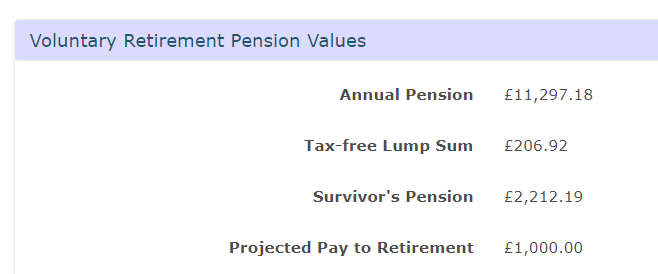 Voluntary Retirement Pension Values
Annual Pension £11,297.18
Tax-free Lump Sum £206.92
Survivor's Pension £2,212.19
Projected Pay to Retirement £1,000.00